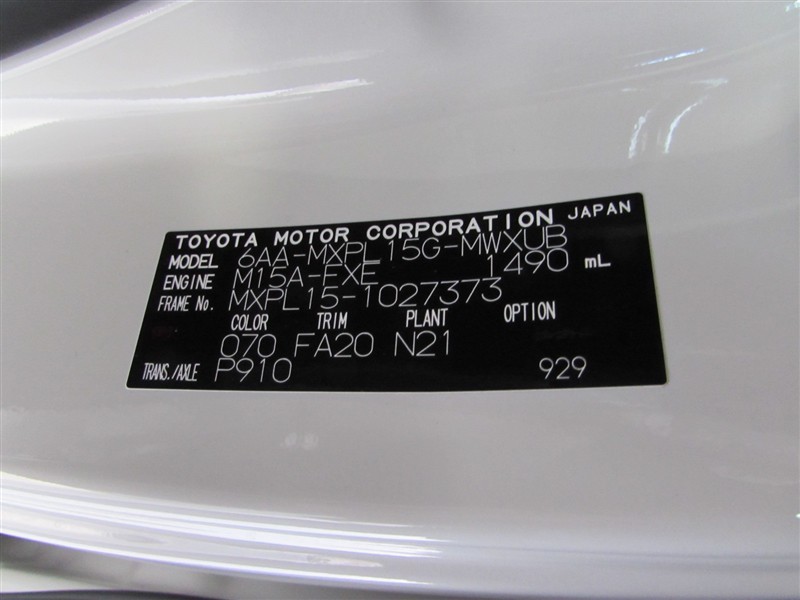 TOYOTA MOTOR CORPORATION JAPAN
MODEL 6AA-MXPL15G-MWXUB
ENGINE M15A-FXE 1490 mL
FRAME No. MXPL15-1027373
COLOR TRIM PLANT OPTION
070 FA20 N21
TRANS./AXLE P910 929